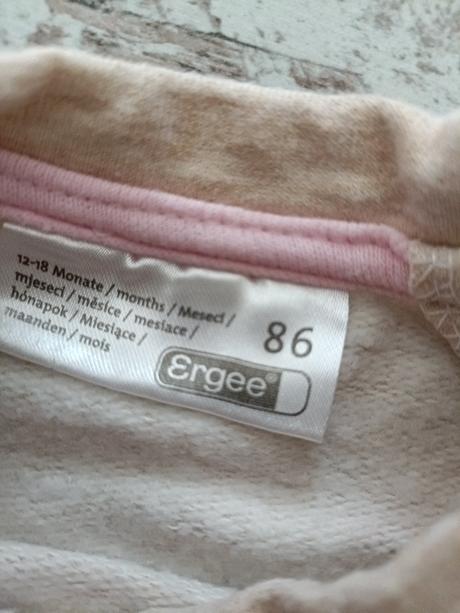 12-18 Monate / months / Meseci /
mjeseci / měsíce / mesiace /
hónapok / Miesiące /
maanden / mois
86
Ergee®